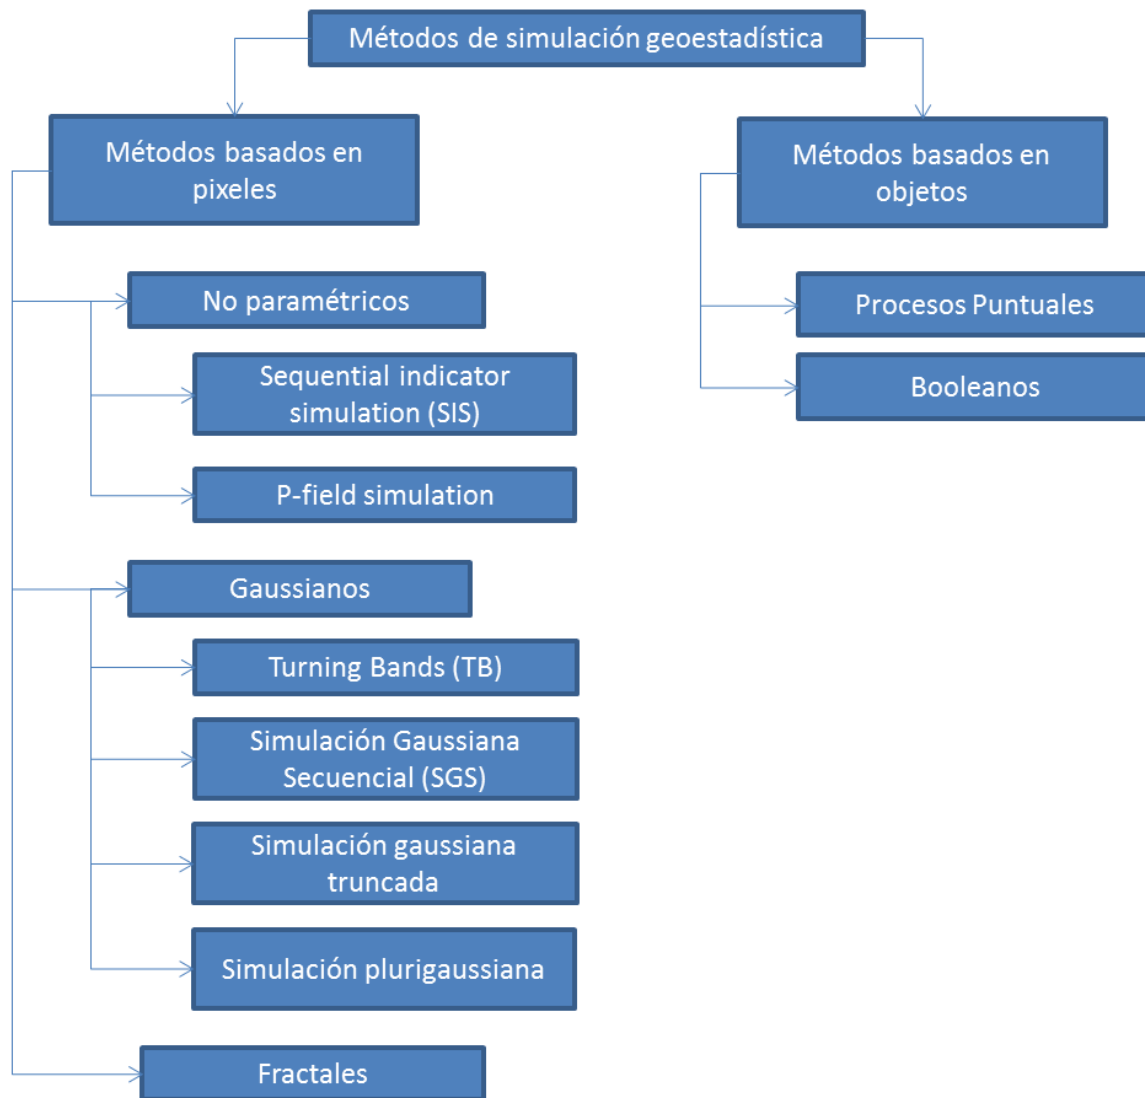 Métodos de simulación geoestadística
Métodos basados en
pixeles
No paramétricos
Sequential indicator
simulation (SIS)
P-field simulation
Gaussianos
Turning Bands (TB)
Simulación Gaussiana
Secuencial (SGS)
Simulación gaussiana
truncada
Simulación plurigaussiana
Fractales
Métodos basados en
objetos
Procesos Puntuales
Booleanos